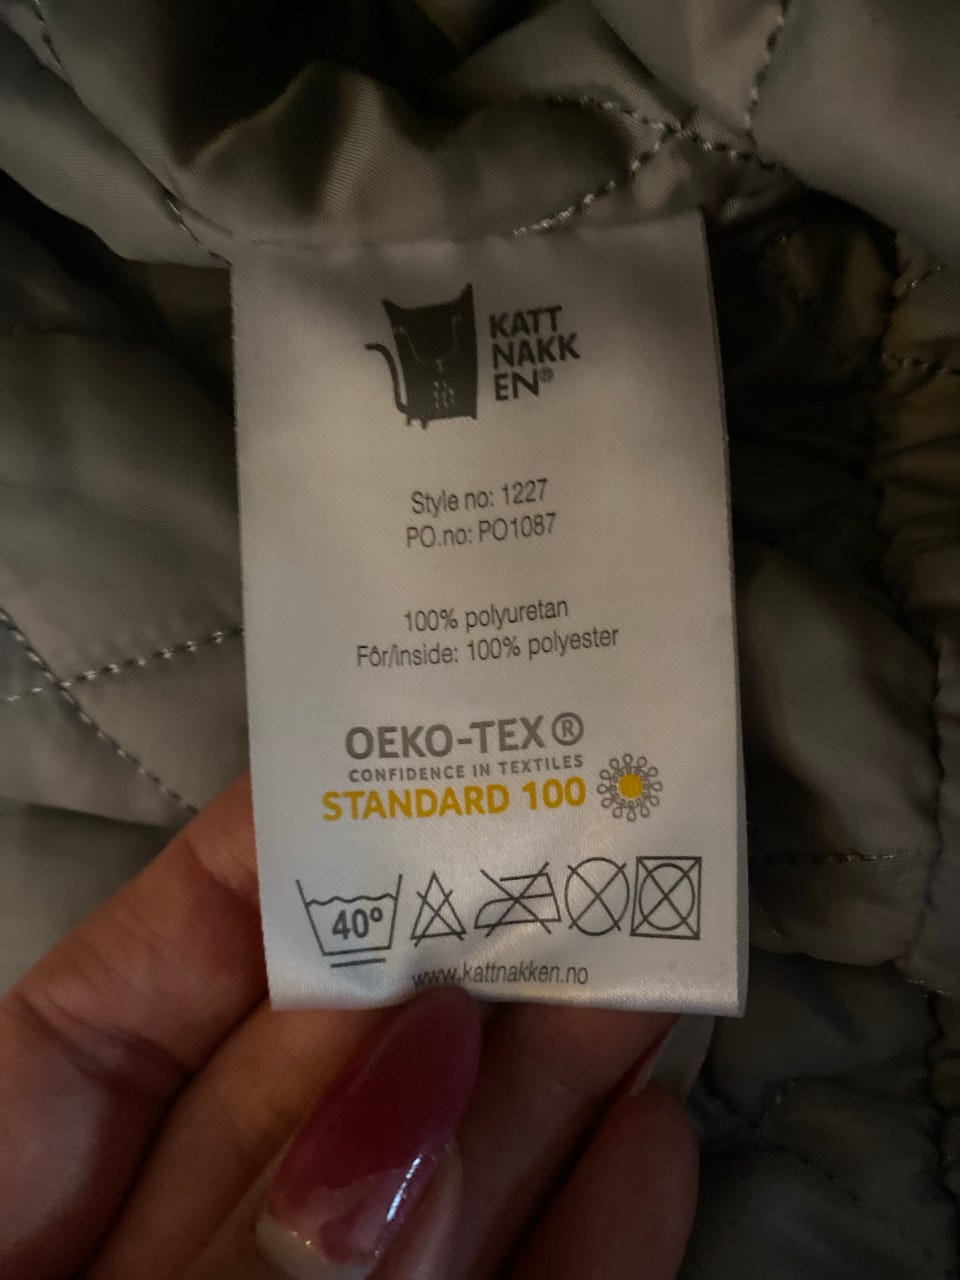 KATT
NAKK
EN®
Style no: 1227
PO.no: PO1087
100% polyuretan
Fôr/inside: 100% polyester
OEKO-TEX®
CONFIDENCE IN TEXTILES
STANDARD 100
40°
www.kattnakken.no